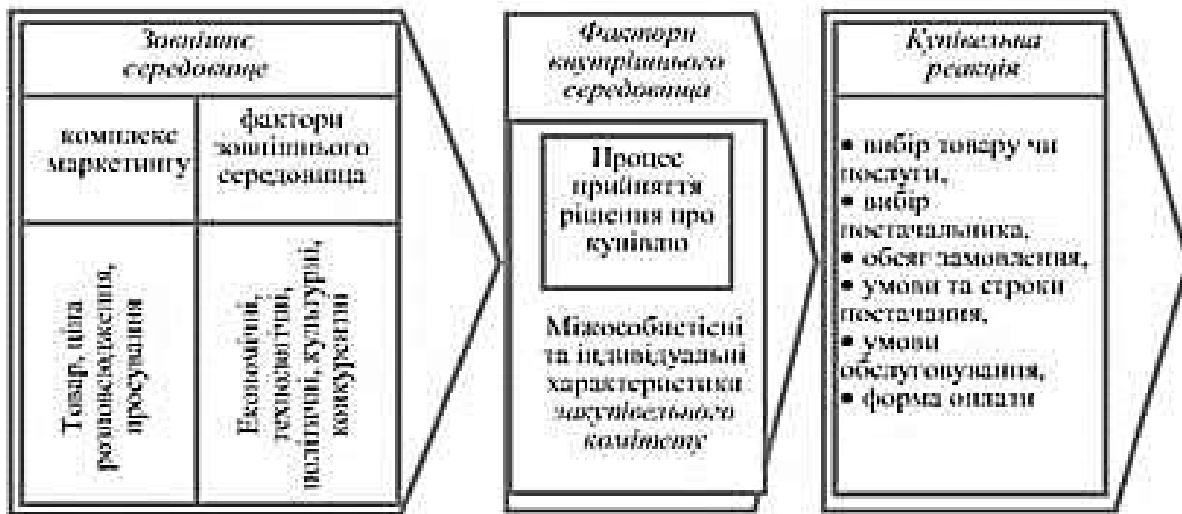 Зовнішнє
середовище
комплекс
маркетингу
фактори
зовнішнього
середовища
Товар, ціна
розповсюдження,
просування
Економічні,
технологічні,
політичні, культурні,
конкуренти
Фактори
внутрішнього
середовища
Процес
прийняття
рішення про
купівлю
Міжособистісні
та індивідуальні
характеристики
закупівельного
комітету
Купівельна
реакція
• вибір товару чи
послуги,
• вибір
постачальника,
• обсяг замовлення,
• умови та строки
постачання,
• умови
обслуговування,
• форма оплати